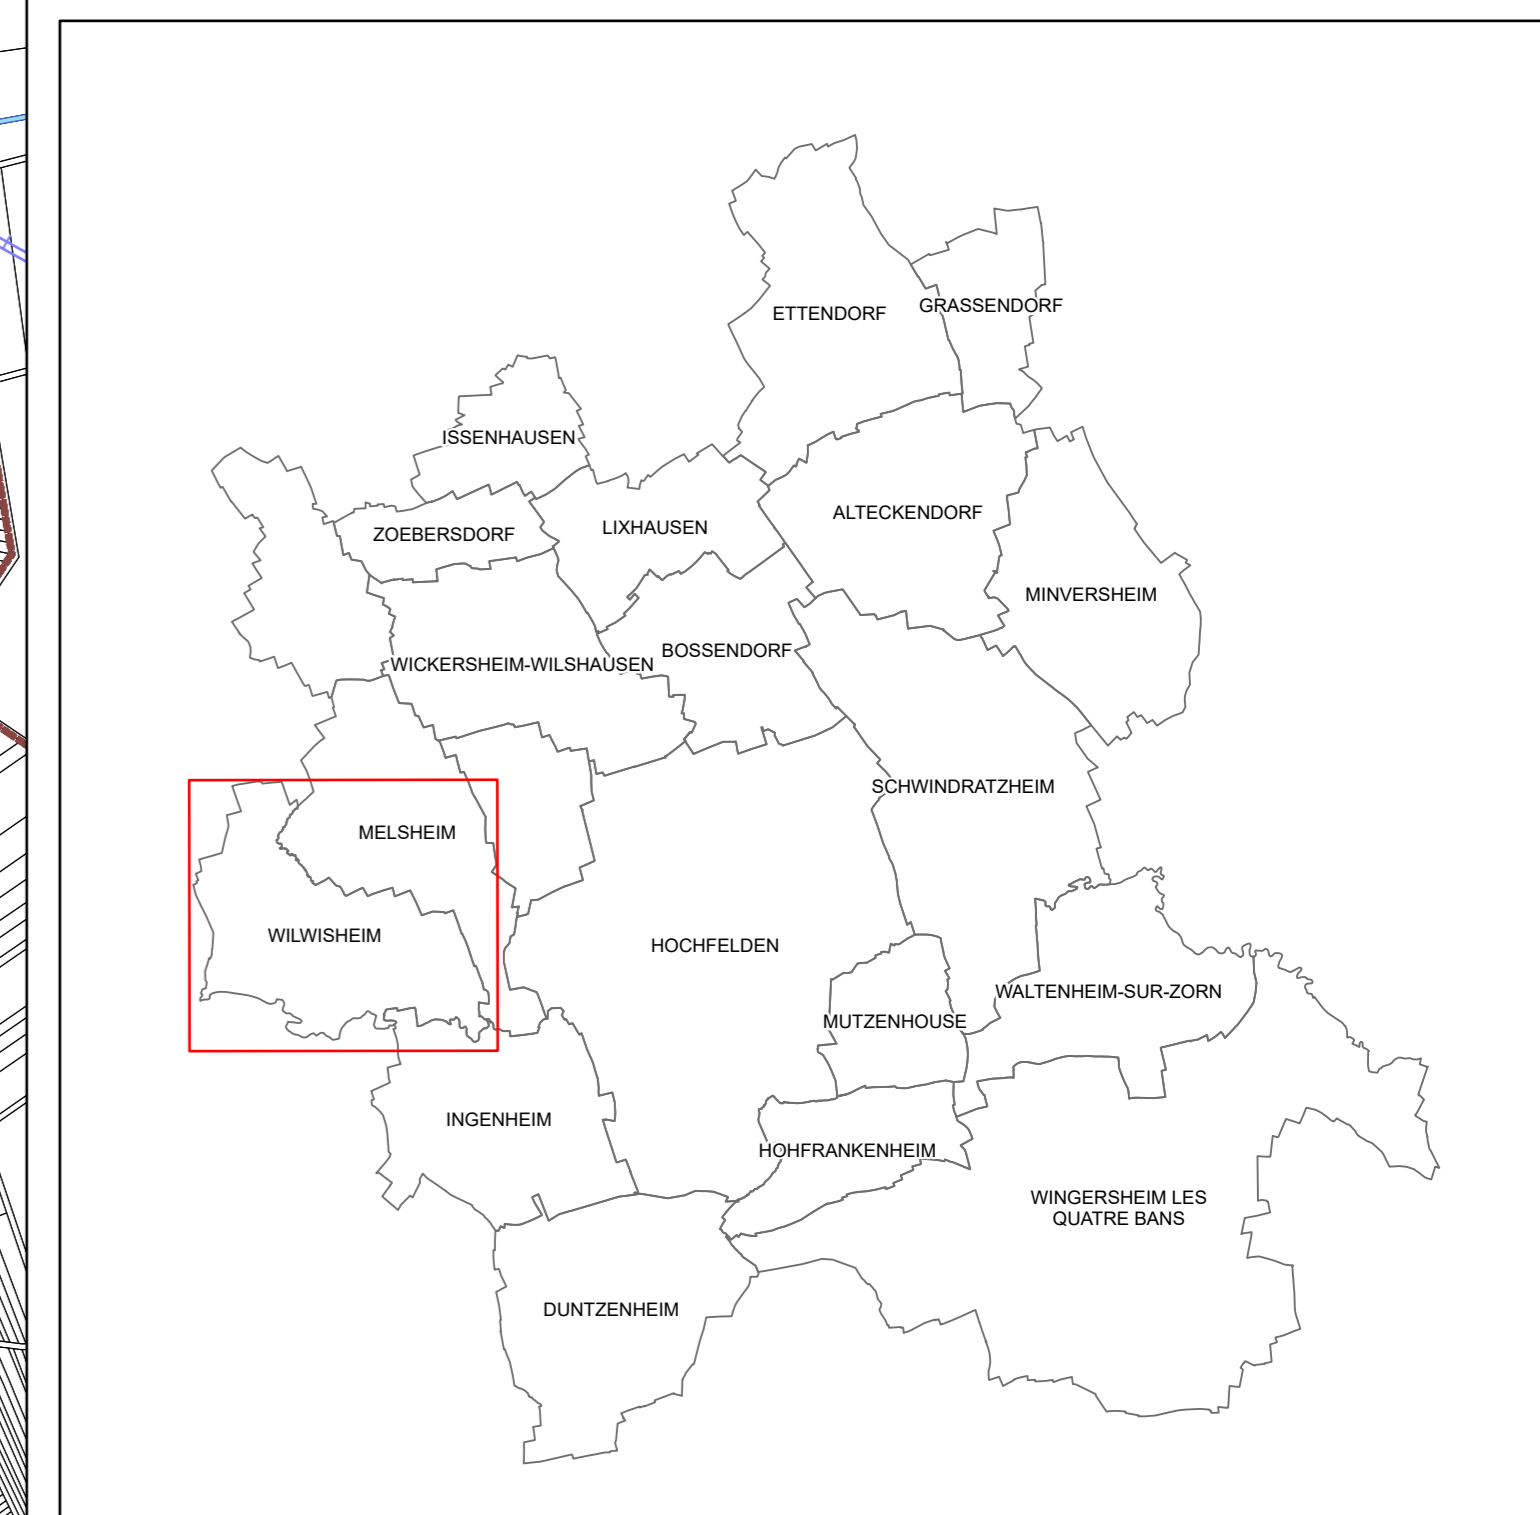 GRASSENDORF
ETTENDORF
ISSENHAUSEN
ALTECKENDORF
LIXHAUSEN
ZOEBERSDORF
MINVERSHEIM
BOSSENDORF
WICKERSHEIM-WILSHAUSEN
SCHWINDRATZHEIM
MELSHEIM
WILWISHEIM
HOCHFELDEN
WALTENHEIM-SUR-ZORN
MUTZENHOUSE
INGENHEIM
HOHFRANKENHEIM
WINGERSHEIM LES
QUATRE BANS
DUNTZENHEIM